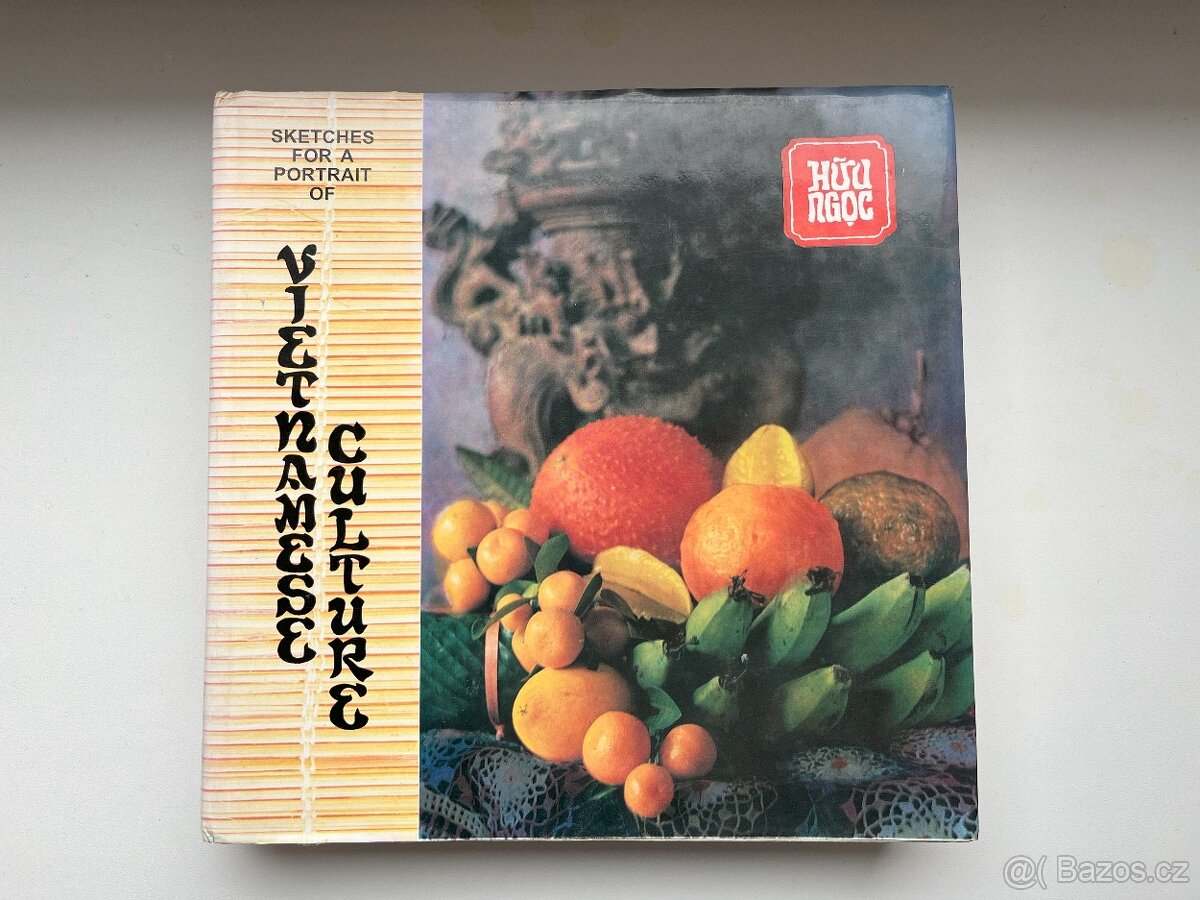 SKETCHES
FOR A
PORTRAIT
OF
VIETNAMESE
CULTURE
HỮU
NGỌC
@( Bazos.cz